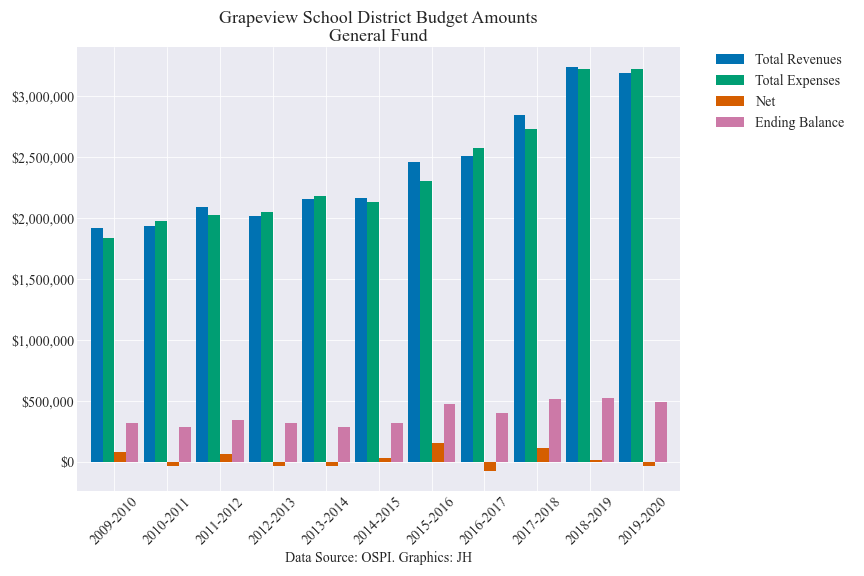 Grapeview School District Budget Amounts
General Fund
Total Revenues
Total Expenses
Net
Ending Balance
$3,000,000
$2,500,000
$2,000,000
$1,500,000
$1,000,000
$500,000
$0
2009-2010
2010-2011
2011-2012
2012-2013
2013-2014
2014-2015
2015-2016
2016-2017
2017-2018
2018-2019
2019-2020
Data Source: OSPI. Graphics: JH